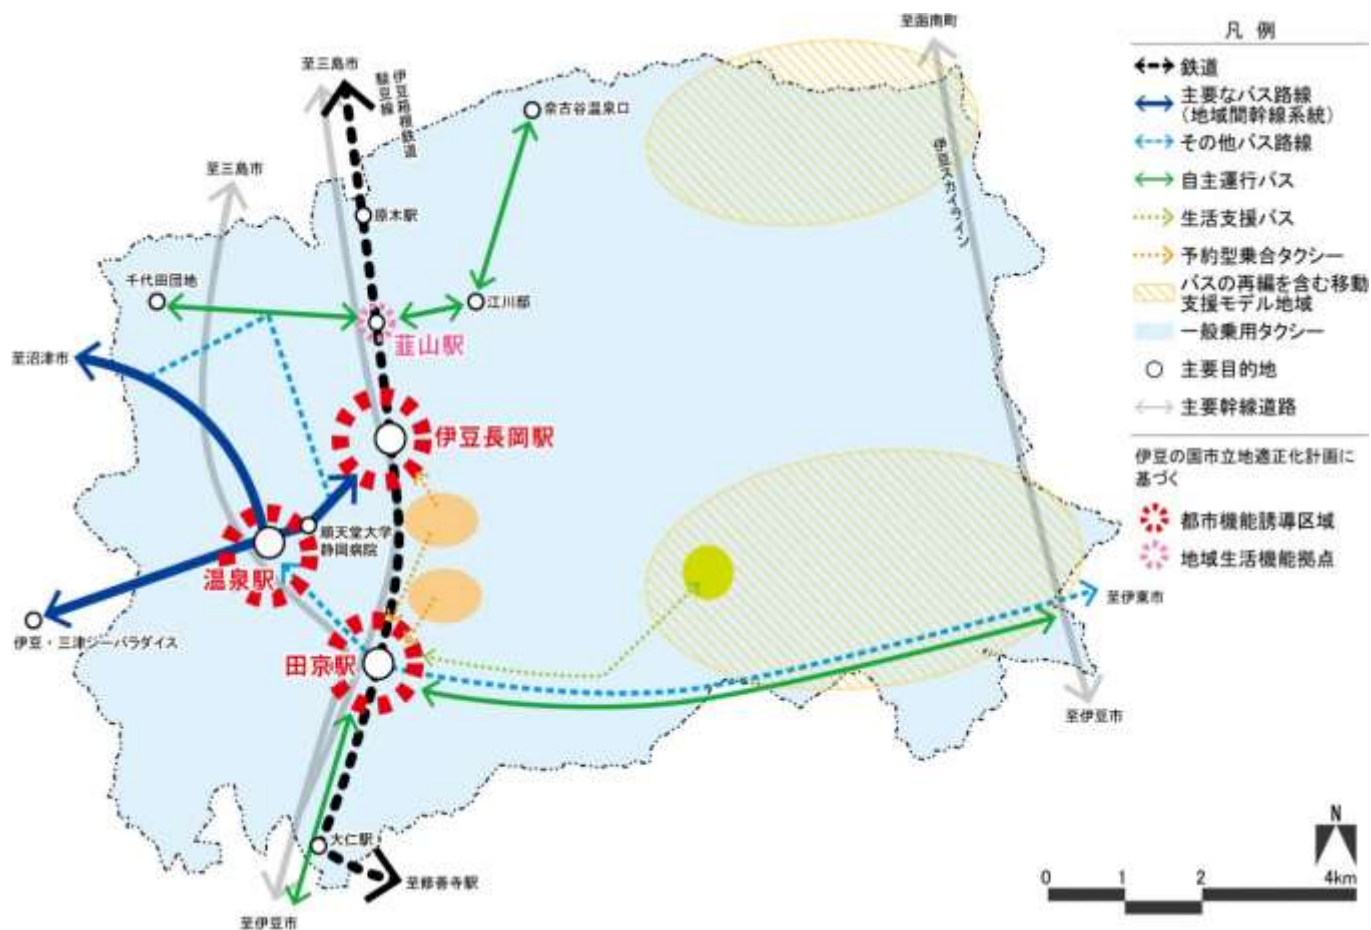 至函南町
至三島市
伊豆箱根鉄道
駿豆線
奈古谷温泉口
至三島市
原木駅
伊豆スカイライン
千代田団地
江川邸
韮山駅
至沼津市
伊豆長岡駅
順天堂大学
静岡病院
温泉駅
伊豆・三津シーパラダイス
田京駅
至伊東市
至伊豆市
大仁駅
至修善寺駅
至伊豆市
凡 例
鉄道
主要なバス路線
(地域間幹線系統)
その他バス路線
自主運行バス
生活支援バス
予約型乗合タクシー
バスの再編を含む移動
支援モデル地域
一般乗用タクシー
主要目的地
主要幹線道路
伊豆の国市立地適正化計画に
基づく
都市機能誘導区域
地域生活機能拠点
N
0 1 2 4km